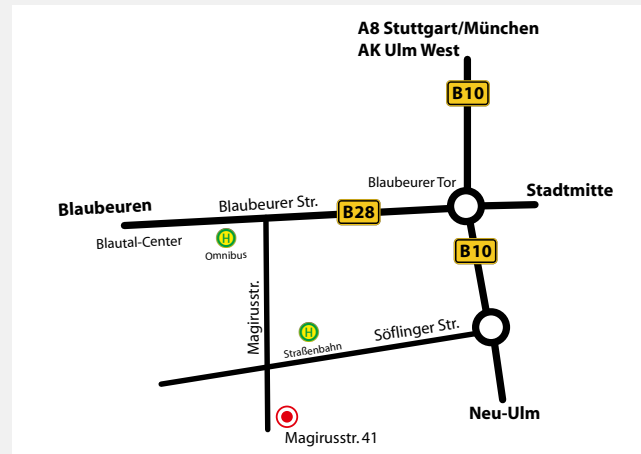 A8 Stuttgart/München
AK Ulm West
B10
Blaubeurer Tor
Stadtmitte
Blaubeuren
Blaubeurer Str.
B28
Blautal-Center
H
Omnibus
B10
Magirusstr.
H
Straßenbahn
Söflinger Str.
Neu-Ulm
Magirusstr. 41